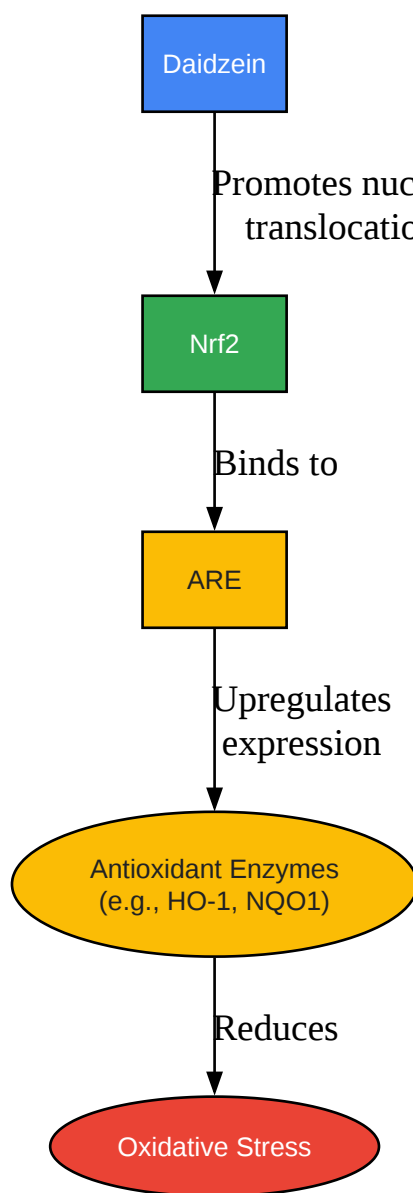 Daidzein
Promotes nuc
translocatio
Nrf2
Binds to
ARE
Upregulates
expression
Antioxidant Enzymes
(e.g., HO-1, NQO1)
Reduces
Oxidative Stress